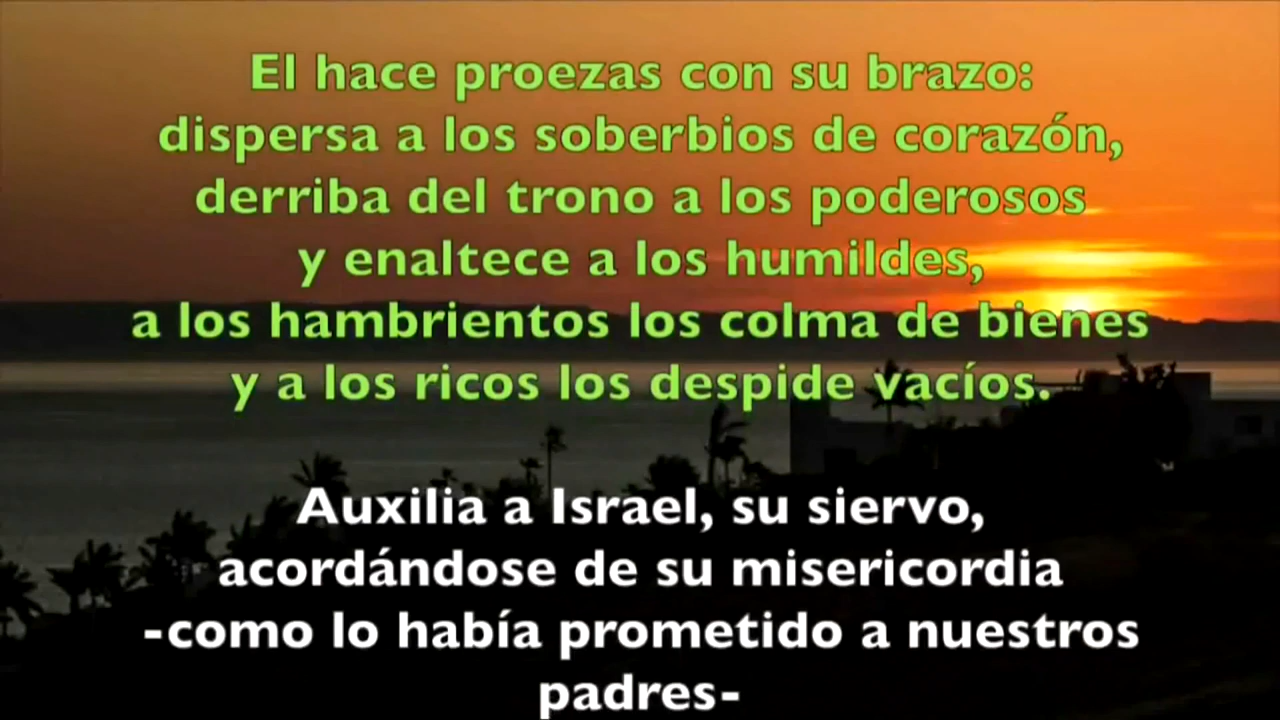 El hace proezas con su brazo:
dispersa a los soberbios de corazón,
derriba del trono a los poderosos
y enaltece a los humildes,
a los hambrientos los colma de bienes
y a los ricos los despide vacíos.
Auxilia a Israel, su siervo,
acordándose de su misericordia
-como lo había prometido a nuestros
padres-